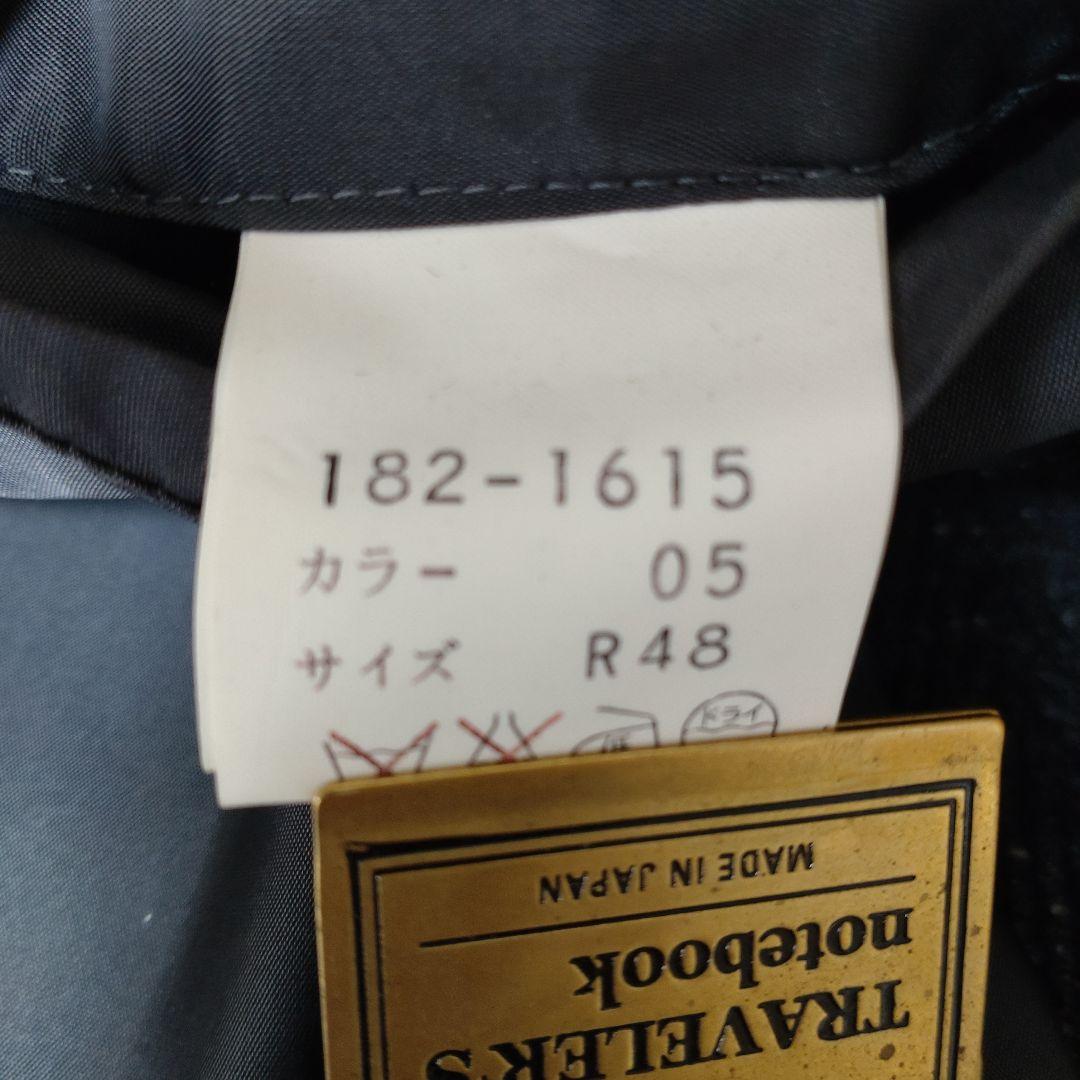 182-1615
カラー 05
サイズ R48
ドライ
MADE IN JAPAN
notebook
TRAVELER'S